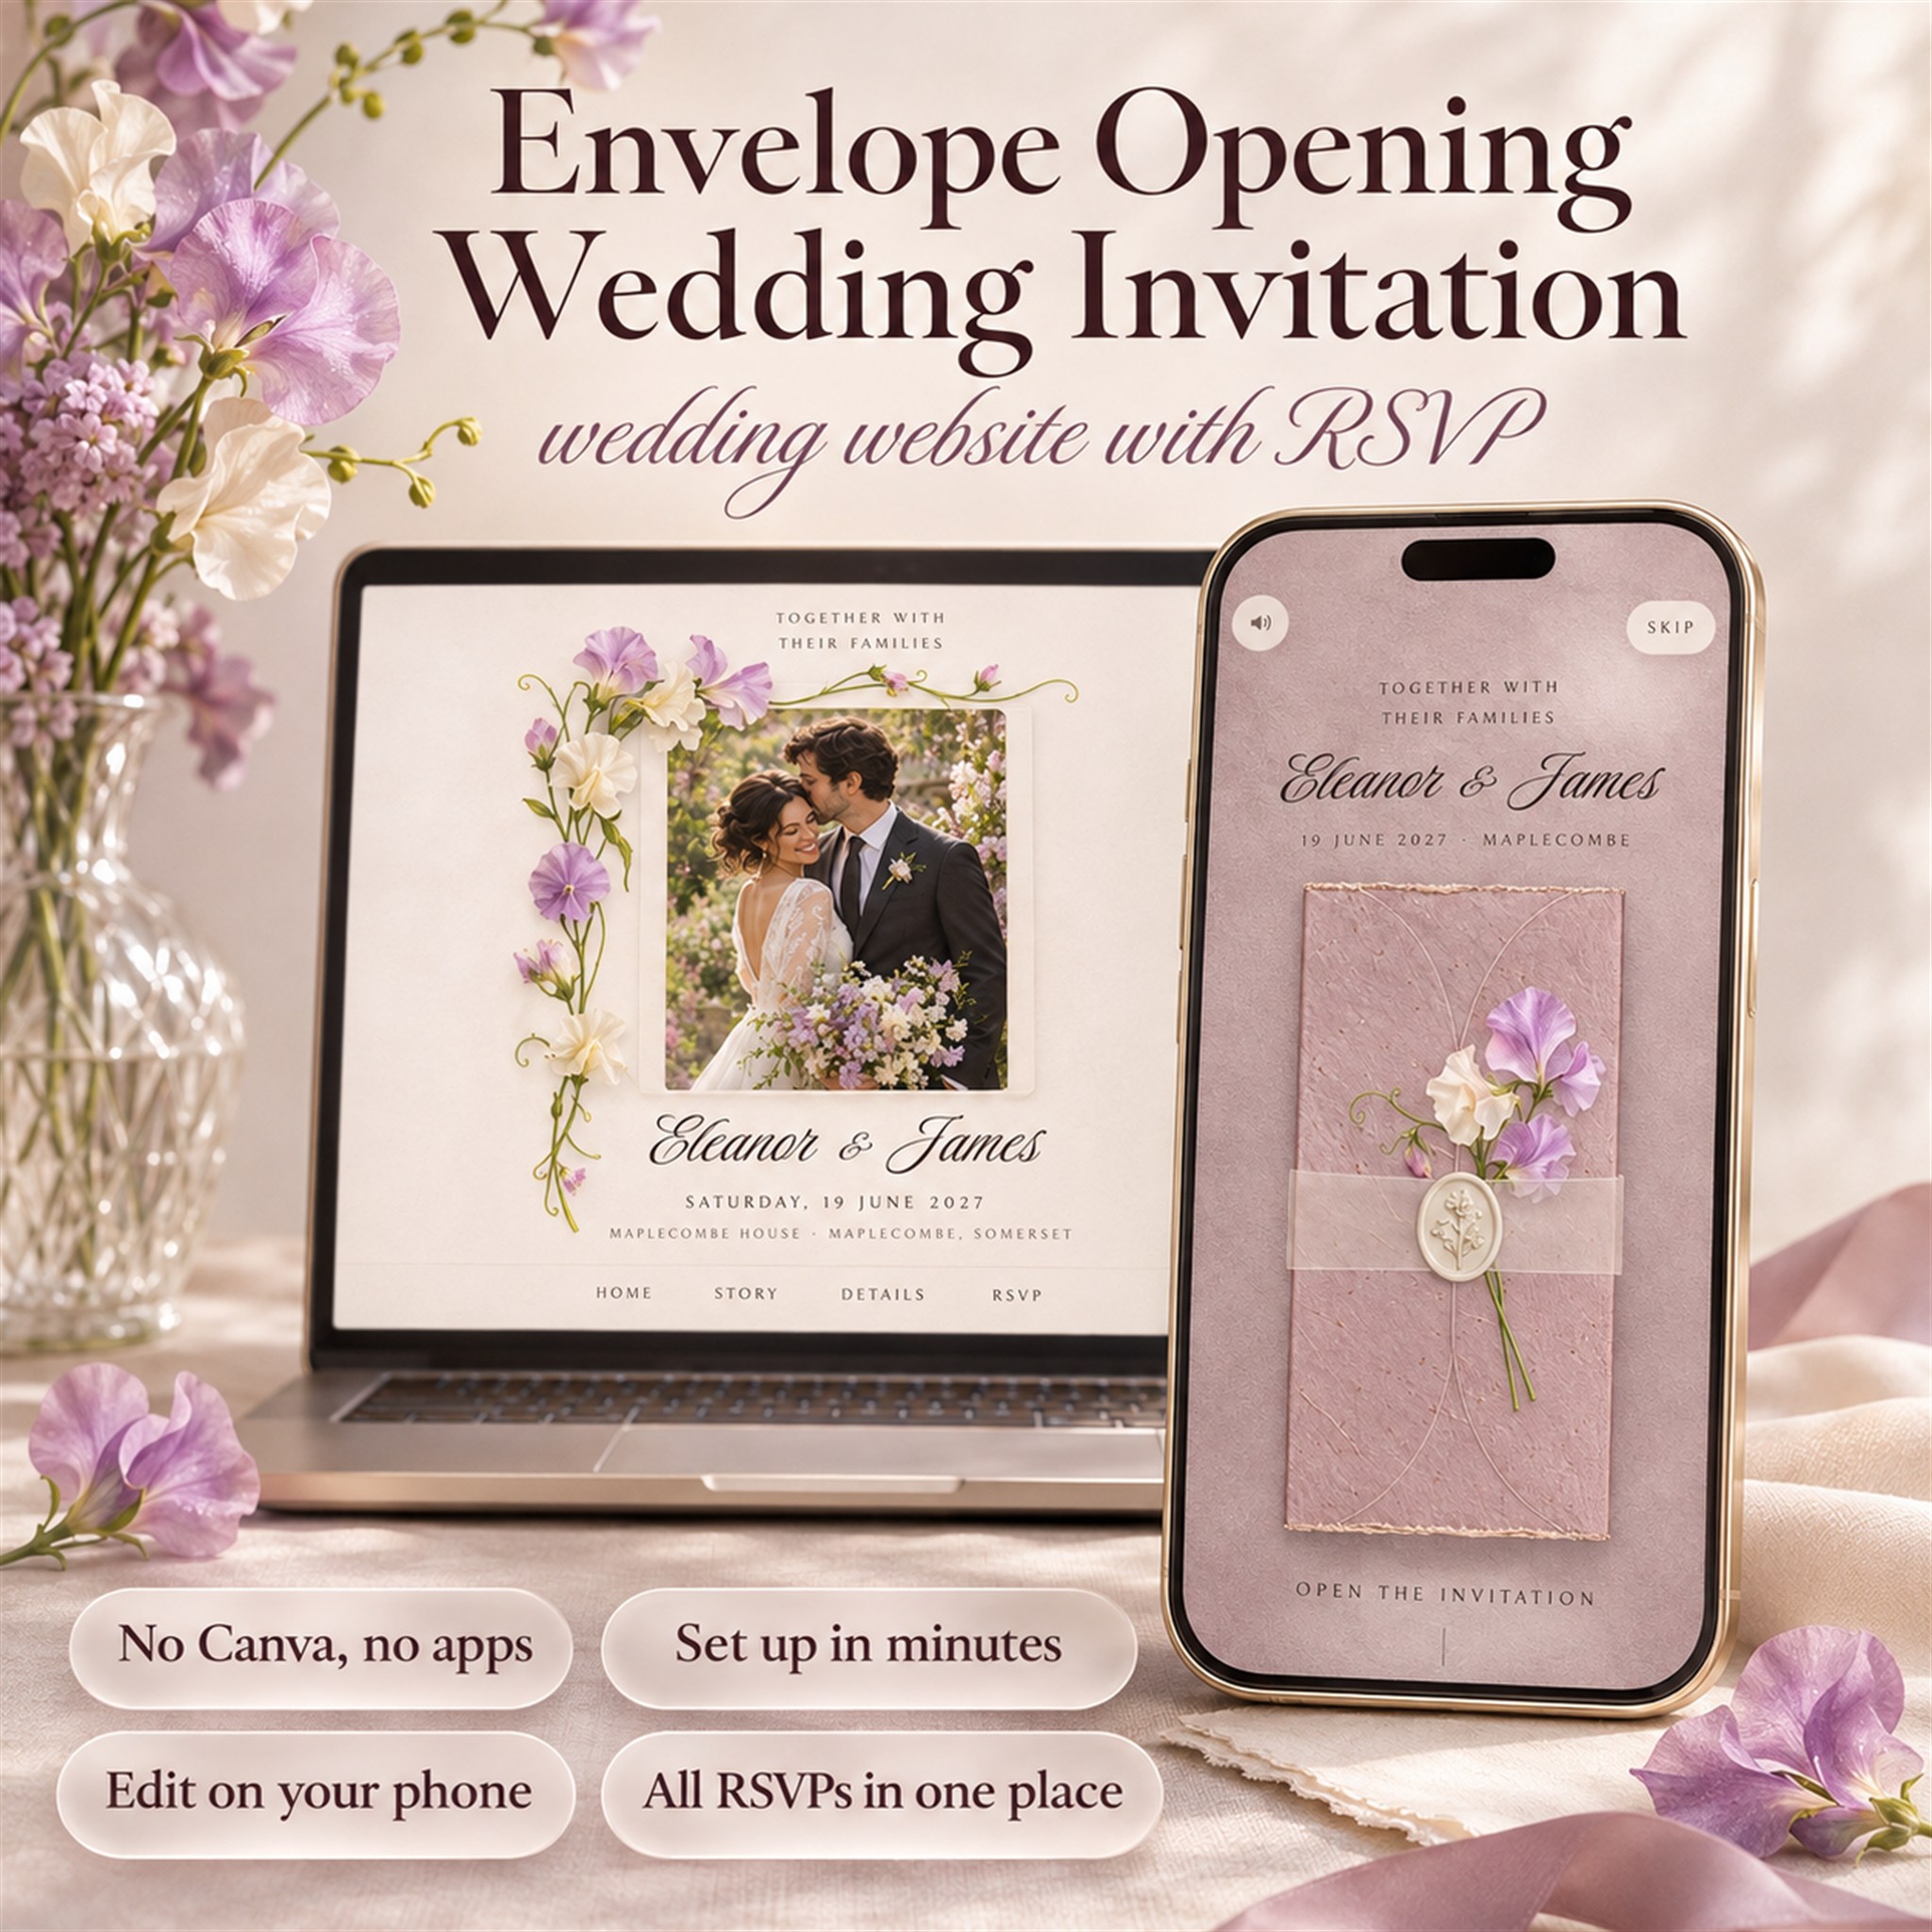 Envelope Opening
Wedding Invitation
wedding website with RSVP
TOGETHER WITH
THEIR FAMILIES
Eleanor & James
SATURDAY, 19 JUNE 2027
MAPLECOMBE HOUSE · MAPLECOMBE, SOMERSET
HOME STORY DETAILS RSVP
SKIP
TOGETHER WITH
THEIR FAMILIES
Eleanor & James
19 JUNE 2027 · MAPLECOMBE
OPEN THE INVITATION
No Canva, no apps
Set up in minutes
Edit on your phone
All RSVPs in one place